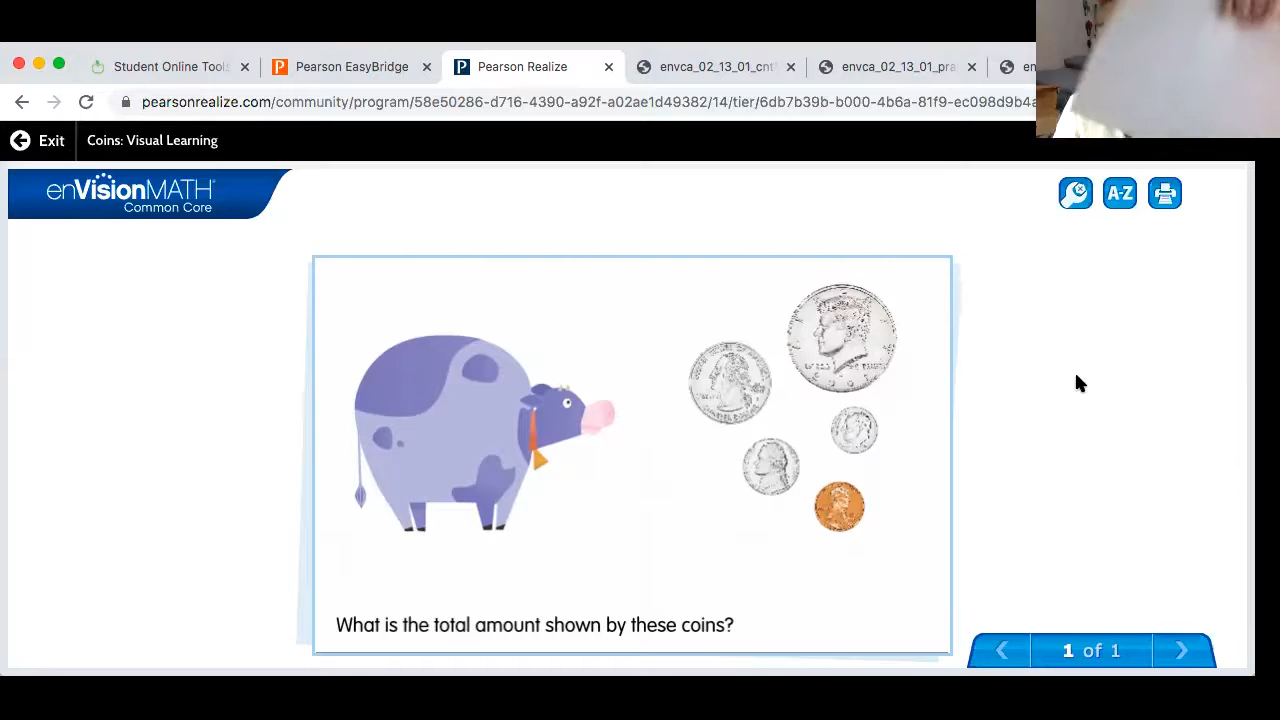 Student Online Tools
Pearson EasyBridge
Pearson Realize
envca_02_13_01_cnt
envca_02_13_01_pra
en
pearsonrealize.com/community/program/58e50286-d716-4390-a92f-a02ae1d49382/14/tier/6db7b39b-b000-4b6a-81f9-ec098d9b4a
Exit
Coins: Visual Learning
enVisionMATH
Common Core
A-Z
What is the total amount shown by these coins?
1 of 1